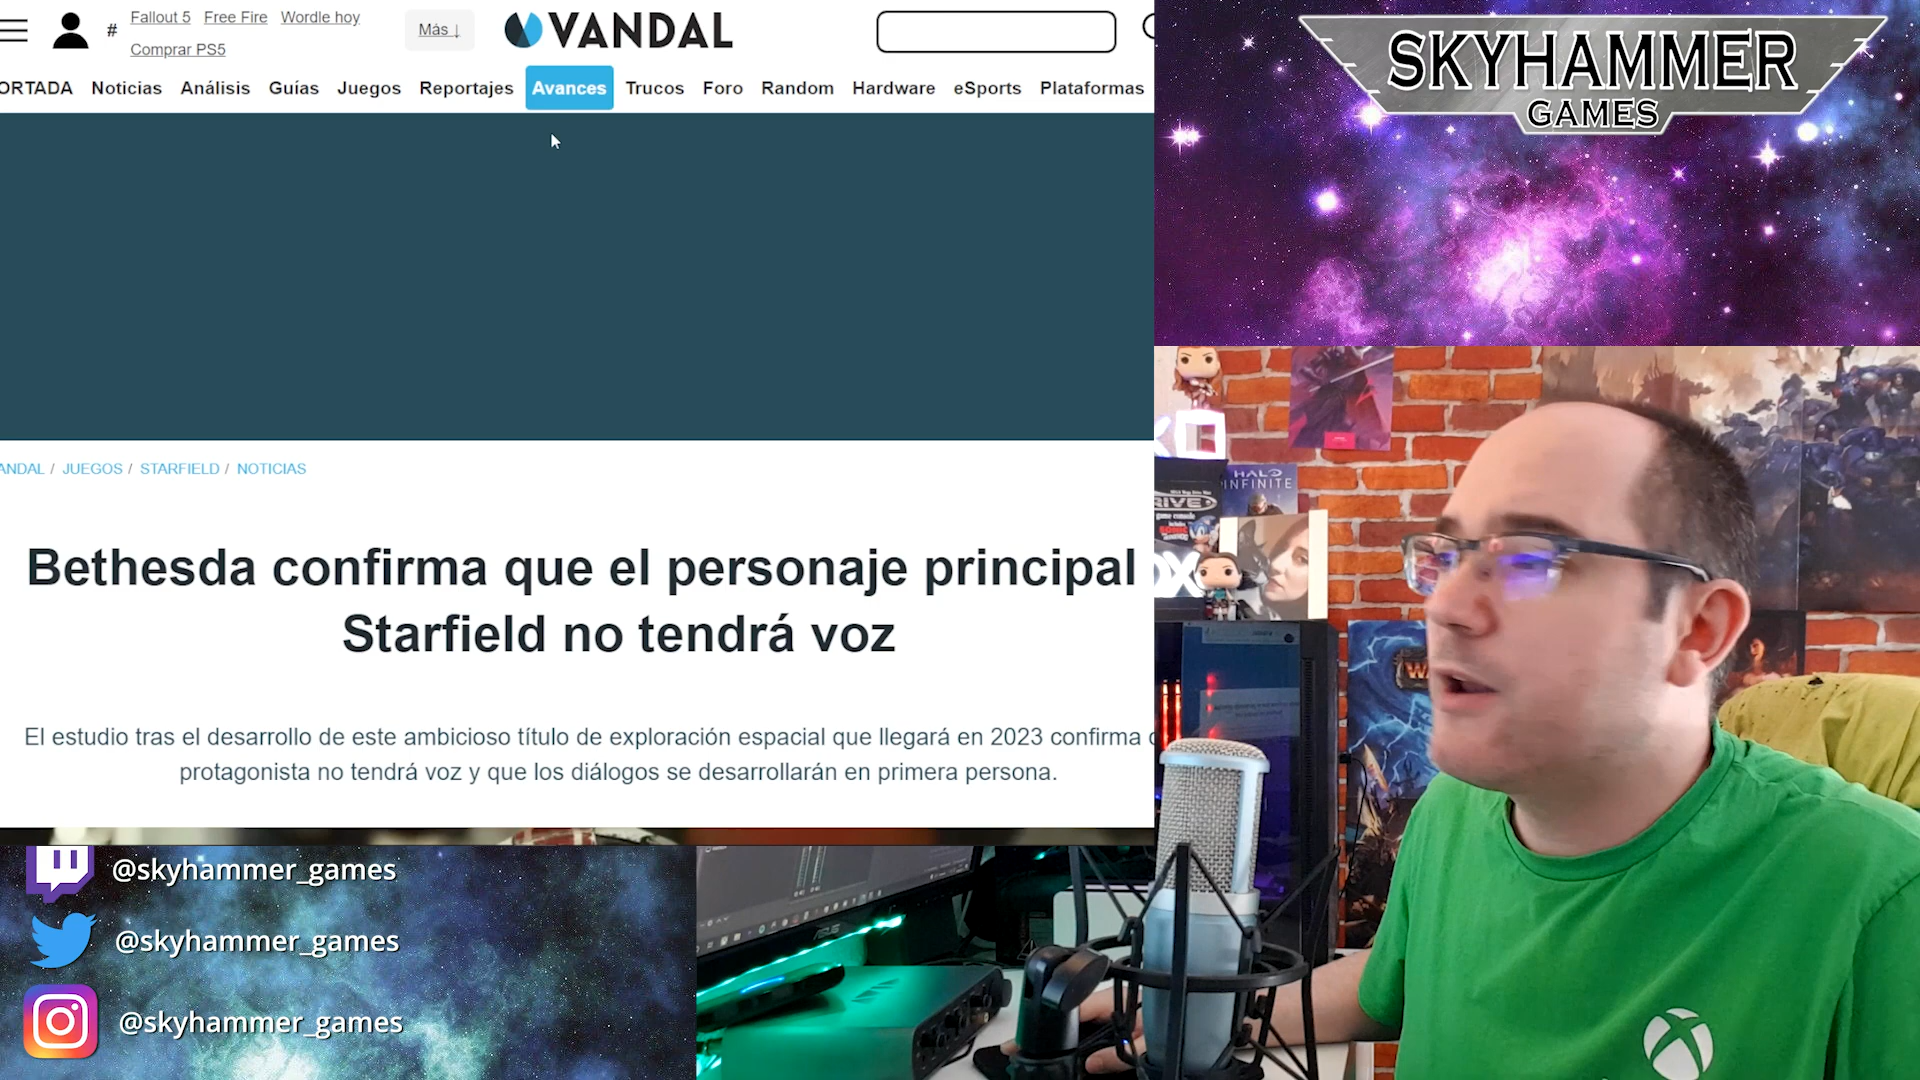 Fallout 5 Free Fire Wordle hoy
#
Comprar PS5
Más ↓
VANDAL
ORTADA Noticias Análisis Guías Juegos Reportajes Avances Trucos Foro Random Hardware eSports Plataformas
ANDAL / JUEGOS / STARFIELD / NOTICIAS
Bethesda confirma que el personaje principal
Starfield no tendrá voz
El estudio tras el desarrollo de este ambicioso título de exploración espacial que llegará en 2023 confirma
protagonista no tendrá voz y que los diálogos se desarrollarán en primera persona.
SKYHAMMER
GAMES
HALO
INFINITE
SONIC
ASUS
@skyhammer_games
@skyhammer_games
@skyhammer_games